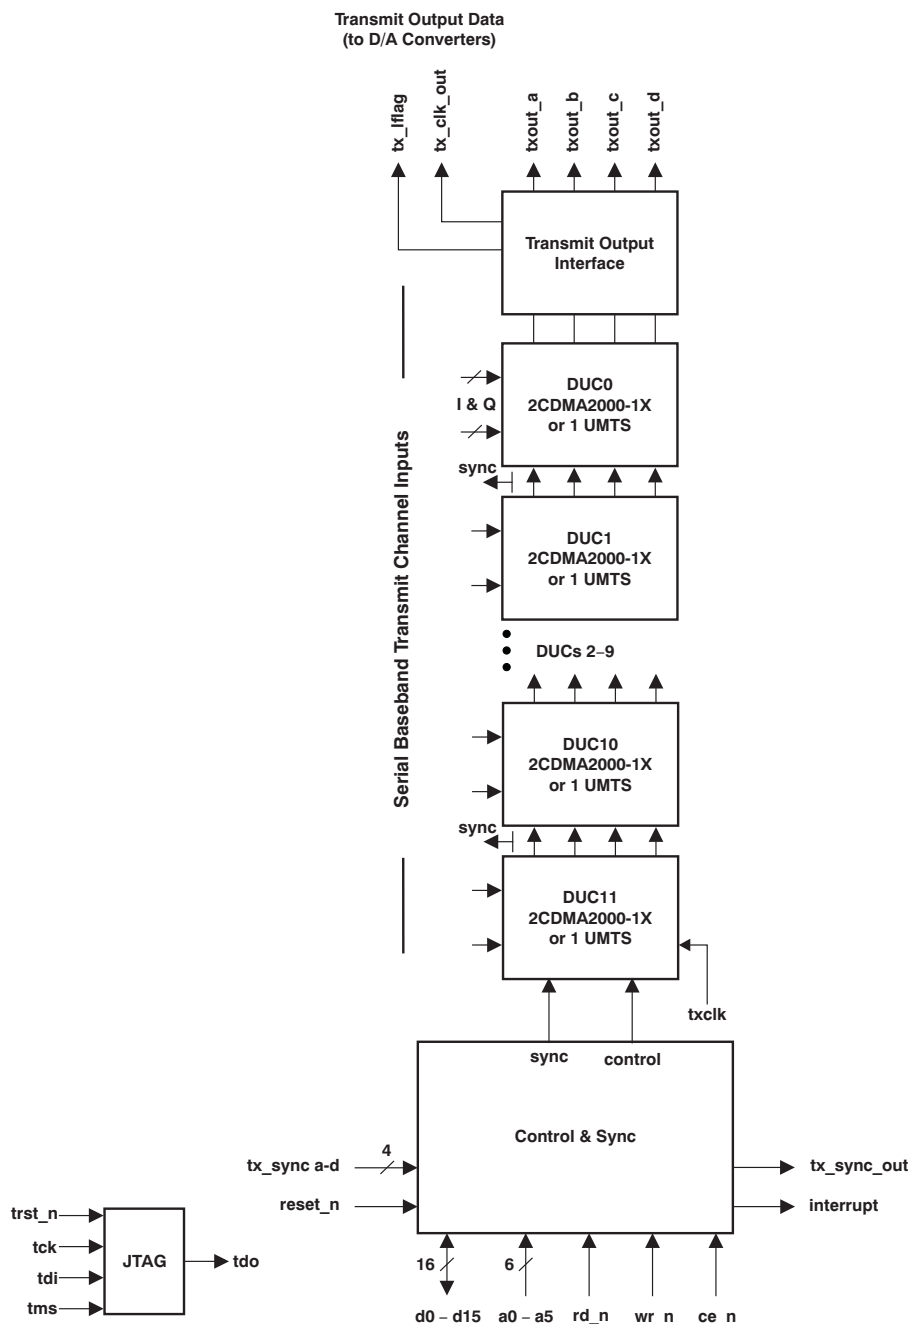 Transmit Output Data
(to D/A Converters)
tx_Iflag
tx_clk_out
txout_a
txout_b
txout_c
txout_d
Transmit Output
Interface
Serial Baseband Transmit Channel Inputs
DUC0
2CDMA2000-1X
or 1 UMTS
I & Q
sync
DUC1
2CDMA2000-1X
or 1 UMTS
DUCs 2–9
DUC10
2CDMA2000-1X
or 1 UMTS
sync
DUC11
2CDMA2000-1X
or 1 UMTS
txclk
sync control
Control & Sync
tx_sync a-d 4
reset_n
tx_sync_out
interrupt
trst_n
tck
tdi
tms
JTAG
tdo
16 6
d0 – d15 a0 – a5 rd_n wr n ce n